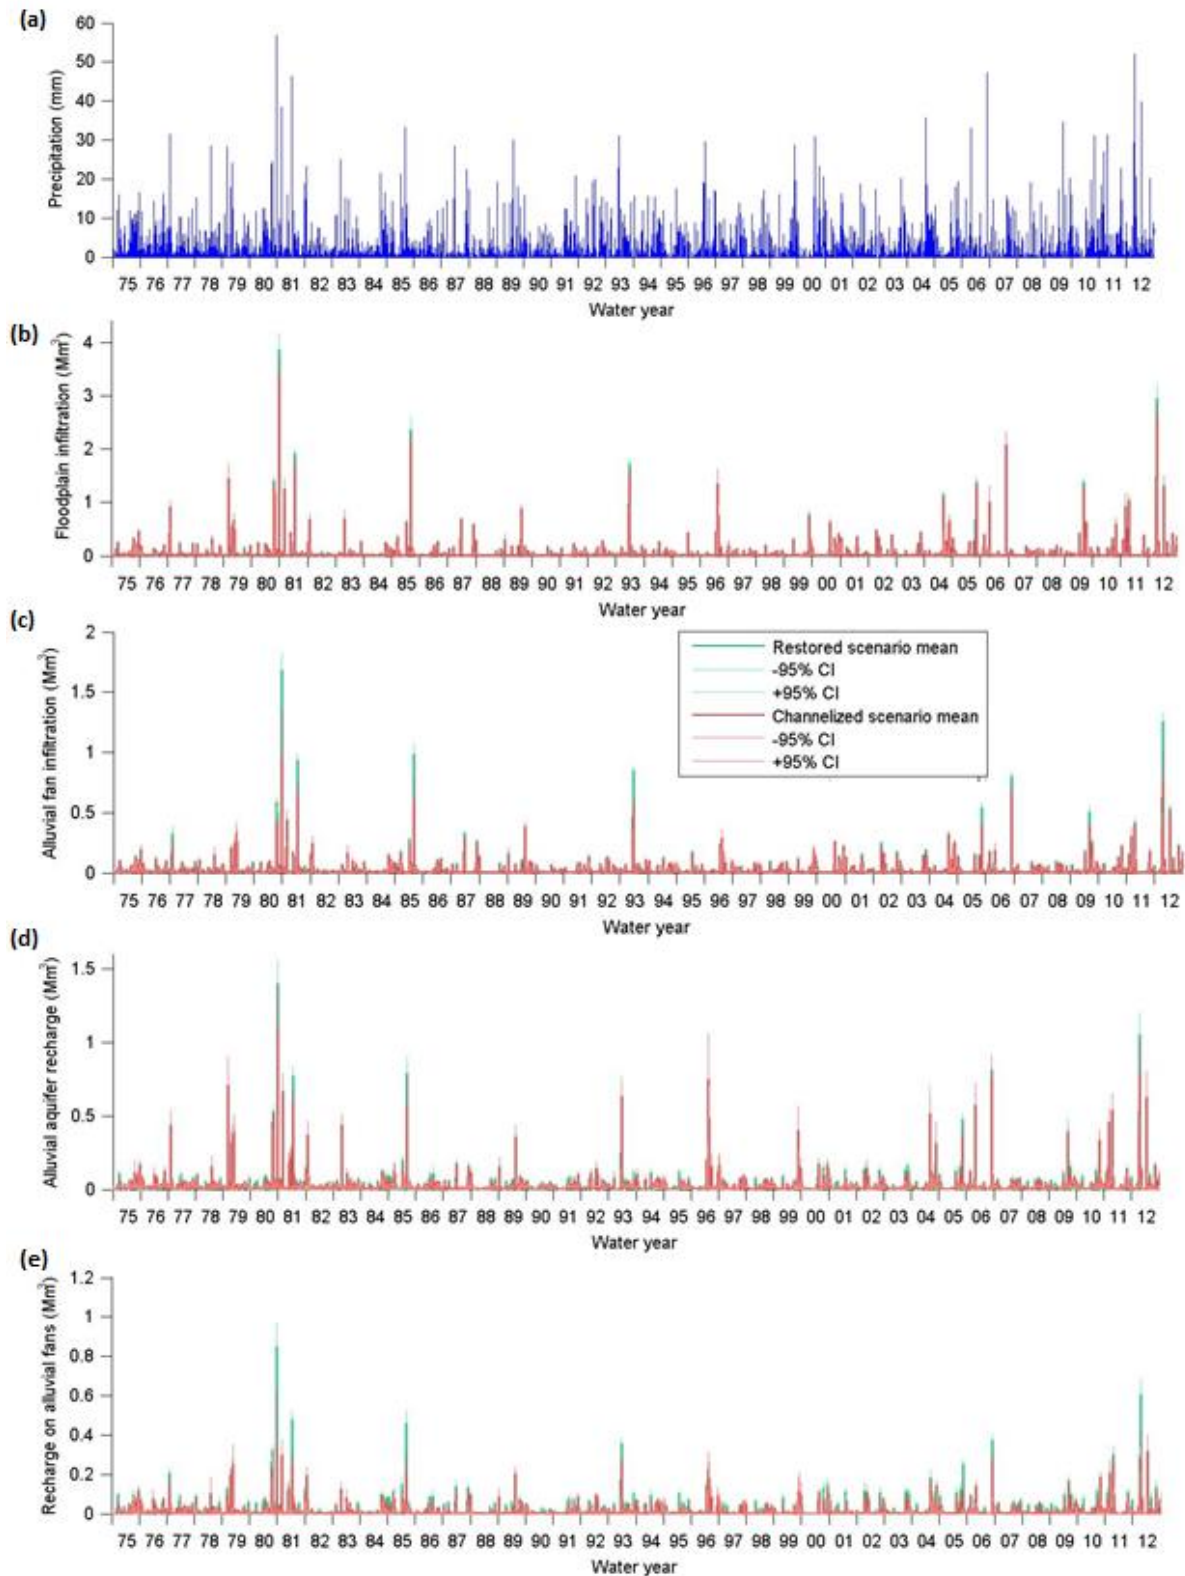 (a)
Precipitation (mm)
60
50
40
30
20
10
0
75 76 77 78 79 80 81 82 83 84 85 86 87 88 89 90 91 92 93 94 95 96 97 98 99 00 01 02 03 04 05 06 07 08 09 10 11 12
Water year
(b)
Floodplain infiltration (Mm³)
4
3
2
1
0
75 76 77 78 79 80 81 82 83 84 85 86 87 88 89 90 91 92 93 94 95 96 97 98 99 00 01 02 03 04 05 06 07 08 09 10 11 12
Water year
(c)
Alluvial fan infiltration (Mm³)
2
1.5
1
0.5
0
Restored scenario mean
-95% CI
+95% CI
Channelized scenario mean
-95% CI
+95% CI
75 76 77 78 79 80 81 82 83 84 85 86 87 88 89 90 91 92 93 94 95 96 97 98 99 00 01 02 03 04 05 06 07 08 09 10 11 12
Water year
(d)
Alluvial aquifer recharge (Mm³)
1.5
1
0.5
0
75 76 77 78 79 80 81 82 83 84 85 86 87 88 89 90 91 92 93 94 95 96 97 98 99 00 01 02 03 04 05 06 07 08 09 10 11 12
Water year
(e)
Recharge on alluvial fans (Mm³)
1.2
1
0.8
0.6
0.4
0.2
0
75 76 77 78 79 80 81 82 83 84 85 86 87 88 89 90 91 92 93 94 95 96 97 98 99 00 01 02 03 04 05 06 07 08 09 10 11 12
Water year